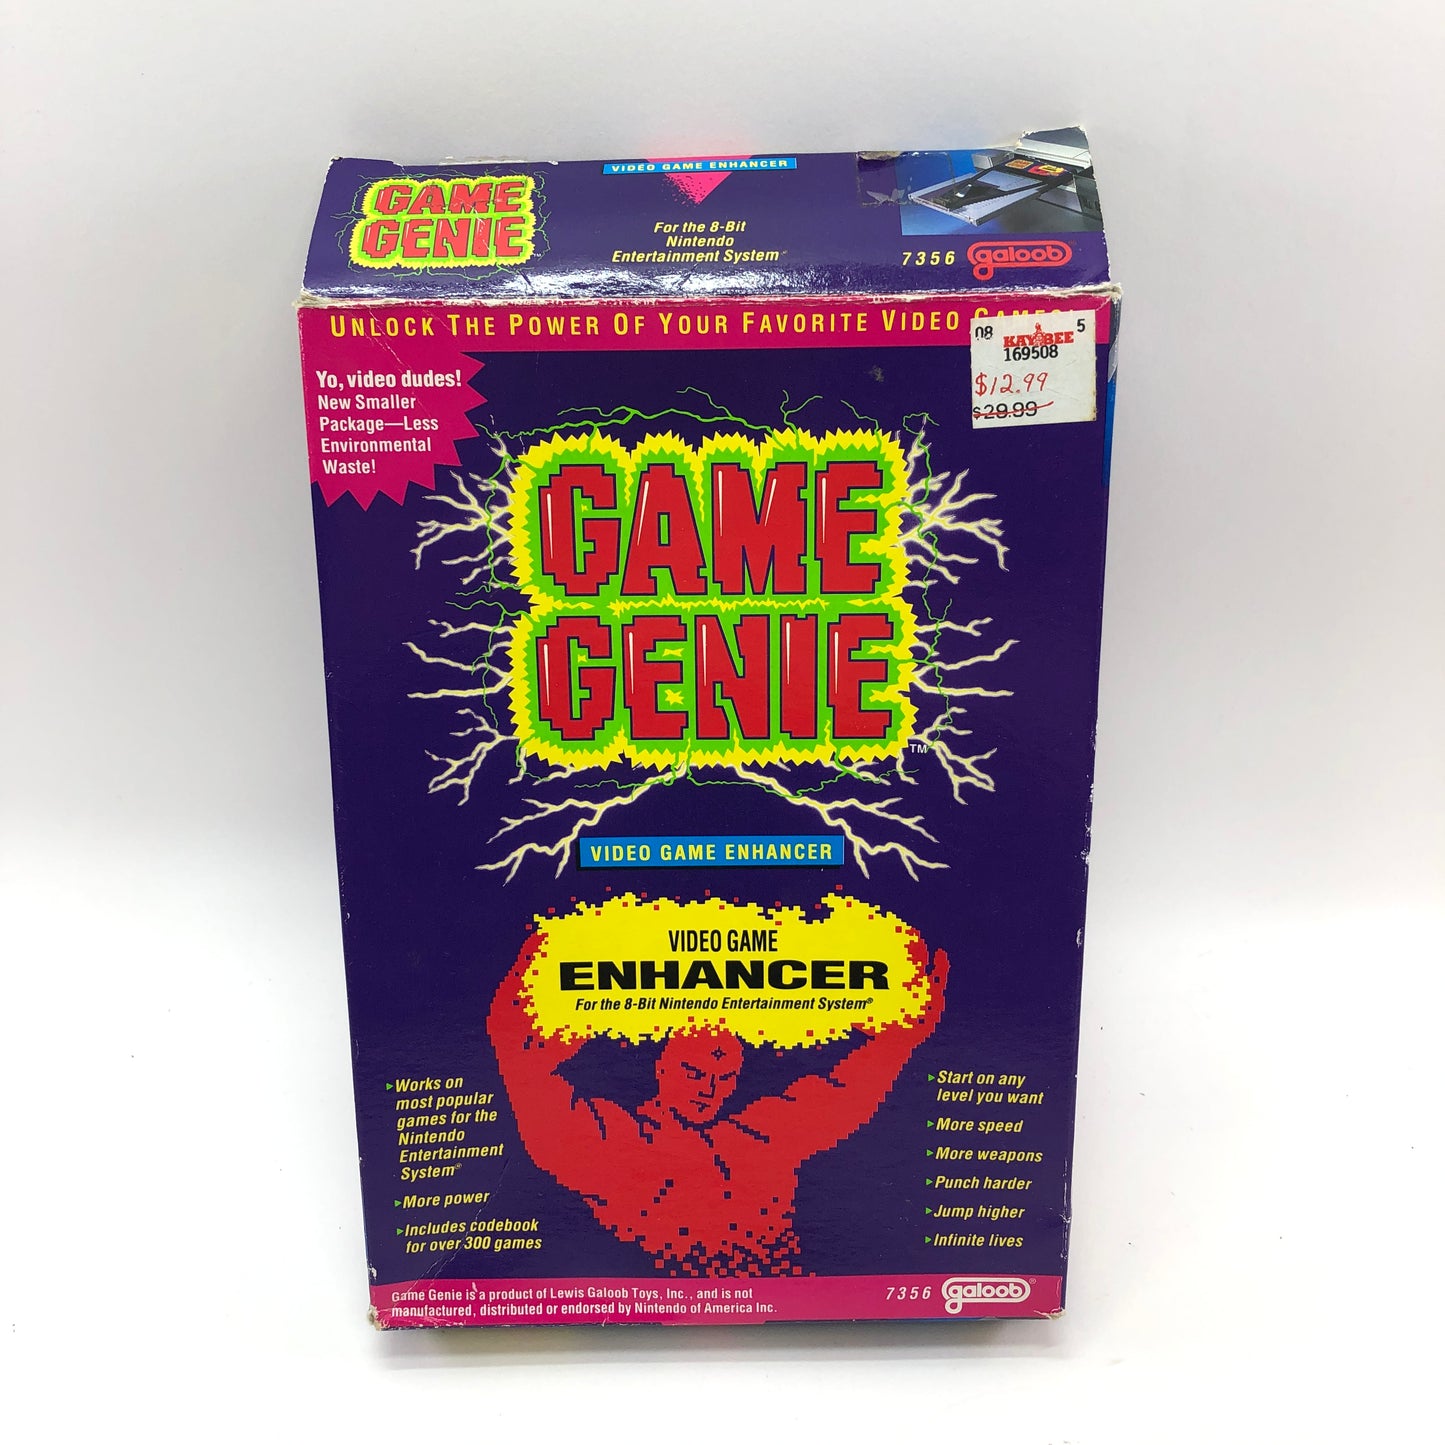 VIDEO GAME ENHANCER
GAME
GENIE
For the 8-Bit
Nintendo
Entertainment System
7356 galoob
UNLOCK THE POWER OF YOUR FAVORITE VIDEO
08 KAY BEE 5
169508
$12.99
$29.99
Yo, video dudes!
New Smaller
Package—Less
Environmental
Waste!
GAME
GENIE™
VIDEO GAME ENHANCER
VIDEO GAME
ENHANCER
For the 8-Bit Nintendo Entertainment System®
▸Works on
most popular
games for the
Nintendo
Entertainment
System®
▸More power
▸Includes codebook
for over 300 games
▸Start on any
level you want
▸More speed
▸More weapons
▸Punch harder
▸Jump higher
▸Infinite lives
Game Genie is a product of Lewis Galoob Toys, Inc., and is not
manufactured, distributed or endorsed by Nintendo of America Inc.
7356 galoob®